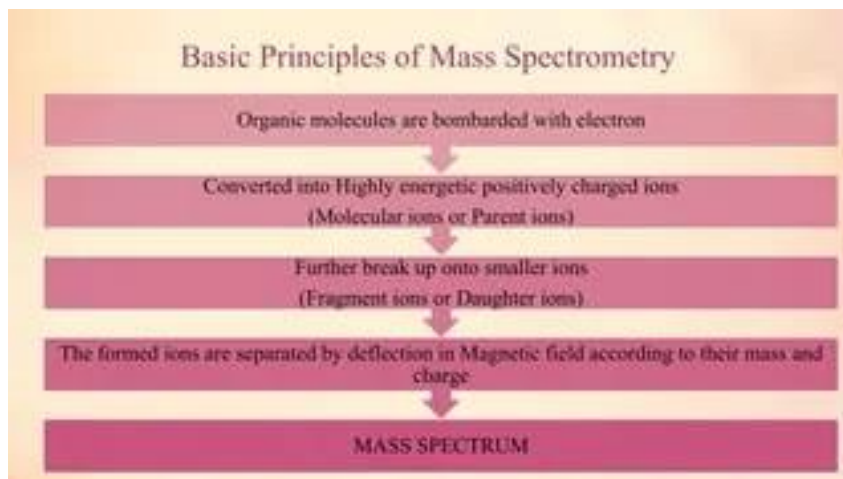 Basic Principles of Mass Spectrometry
Organic molecules are bombarded with electron
Converted into Highly energetic positively charged ions
(Molecular ions or Parent ions)
Further break up onto smaller ions
(Fragment ions or Daughter ions)
The formed ions are separated by deflection in Magnetic field according to their mass and
charge
MASS SPECTRUM